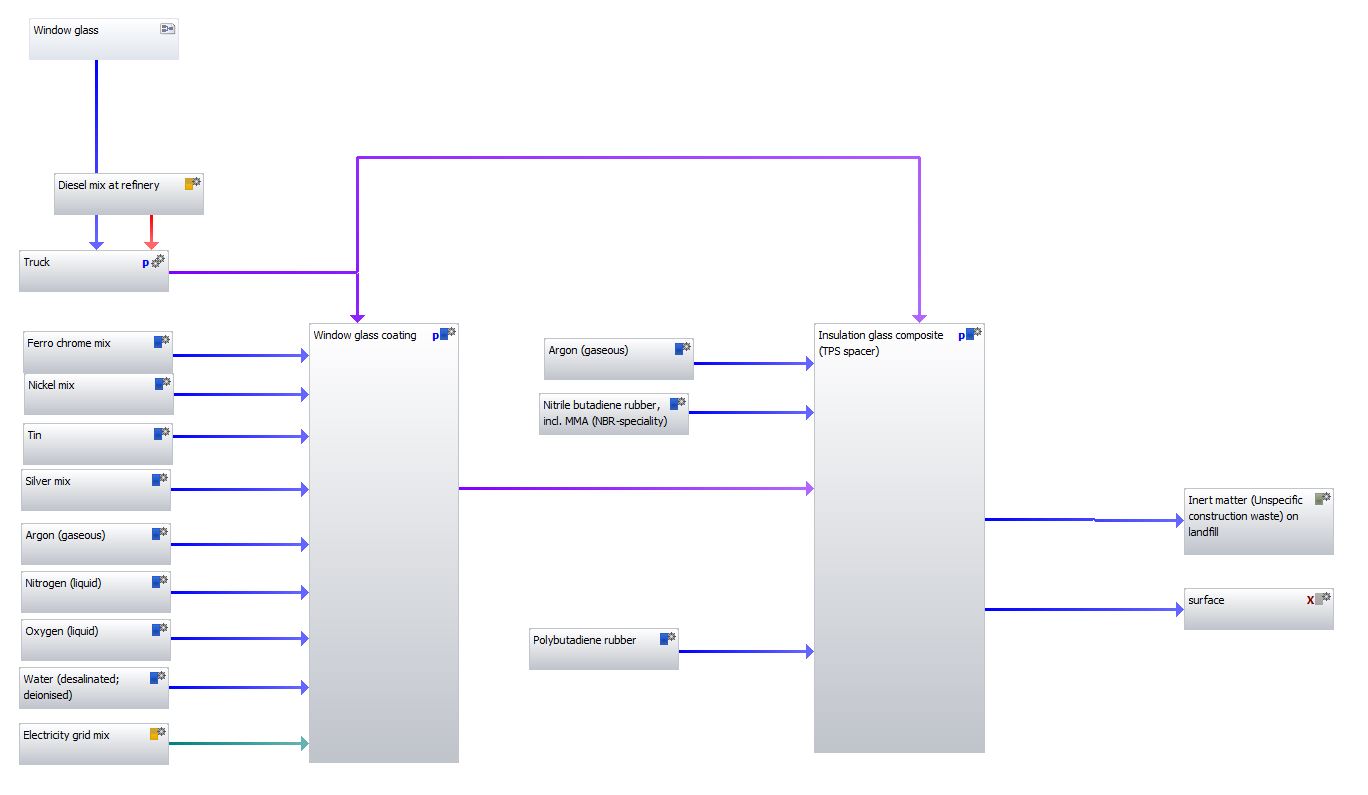 Window glass
Diesel mix at refinery
Truck
p
Ferro chrome mix
Nickel mix
Tin
Silver mix
Argon (gaseous)
Nitrogen (liquid)
Oxygen (liquid)
Water (desalinated;
deionised)
Electricity grid mix
Window glass coating
p
Argon (gaseous)
Nitrile butadiene rubber,
incl. MMA (NBR-speciality)
Polybutadiene rubber
Insulation glass composite
(TPS spacer)
p
Inert matter (Unspecific
construction waste) on
landfill
surface
X